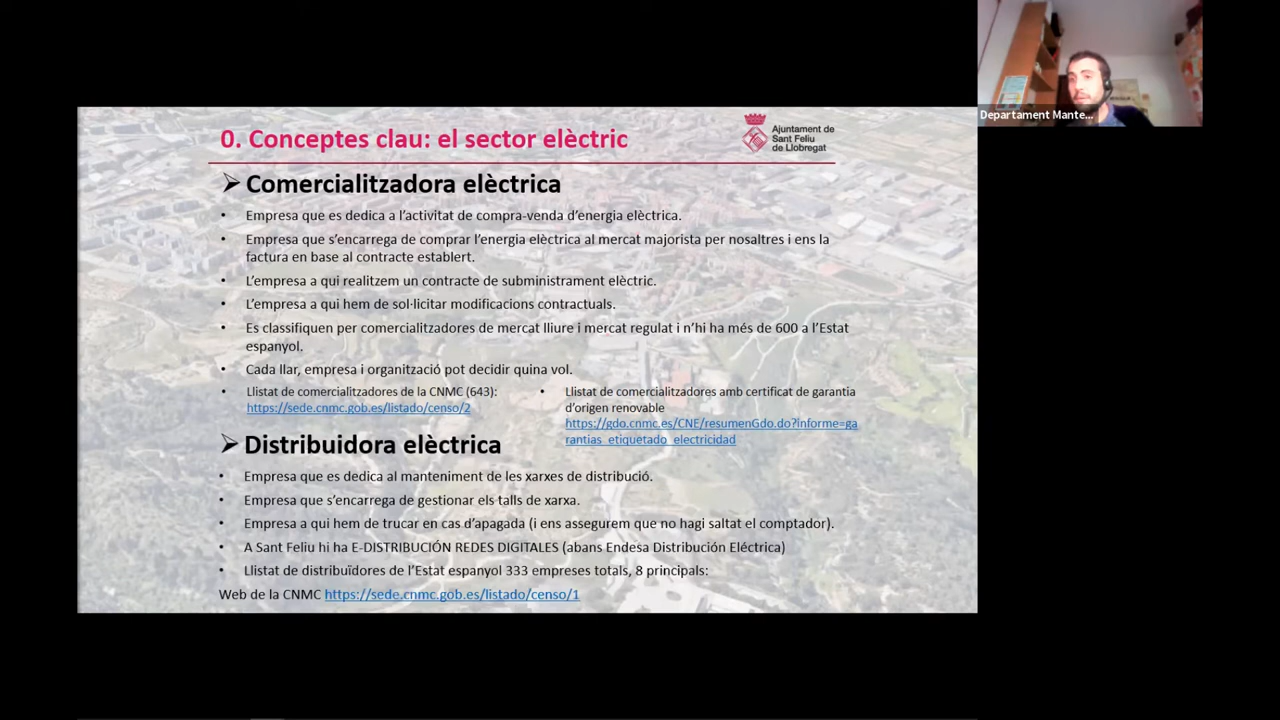 Departament Mante...
0. Conceptes clau: el sector elèctric
Ajuntament de
Sant Feliu
de Llobregat
➢ Comercialitzadora elèctrica
• Empresa que es dedica a l'activitat de compra-venda d'energia elèctrica.
• Empresa que s'encarrega de comprar l'energia elèctrica al mercat majorista per nosaltres i ens la
factura en base al contracte establert.
• L'empresa a qui realitzem un contracte de subministrament elèctric.
• L'empresa a qui hem de sol·licitar modificacions contractuals.
• Es classifiquen per comercialitzadores de mercat lliure i mercat regulat i n'hi ha més de 600 a l'Estat
espanyol.
• Cada llar, empresa i organització pot decidir quina vol.
• Llistat de comercialitzadores de la CNMC (643):
https://sede.cnmc.gob.es/listado/censo/2
• Llistat de comercialitzadores amb certificat de garantia
d'origen renovable
https://gdo.cnmc.es/CNE/resumenGdo.do?informe=ga
rantias_etiquetado_electricidad
➢ Distribuidora elèctrica
• Empresa que es dedica al manteniment de les xarxes de distribució.
• Empresa que s'encarrega de gestionar els talls de xarxa.
• Empresa a qui hem de trucar en cas d'apagada (i ens assegurem que no hagi saltat el comptador).
• A Sant Feliu hi ha E-DISTRIBUCIÓN REDES DIGITALES (abans Endesa Distribución Eléctrica)
• Llistat de distribuïdores de l'Estat espanyol 333 empreses totals, 8 principals:
Web de la CNMC https://sede.cnmc.gob.es/listado/censo/1